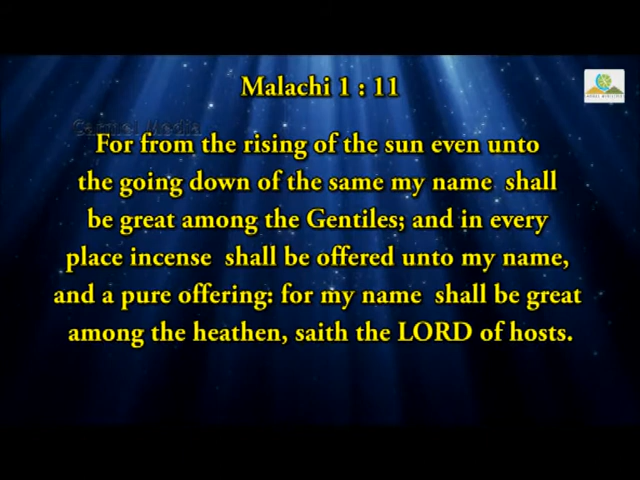 Malachi 1 : 11
Carmel Media
For from the rising of the sun even unto
the going down of the same my name shall
be great among the Gentiles; and in every
place incense shall be offered unto my name,
and a pure offering: for my name shall be great
among the heathen, saith the LORD of hosts.